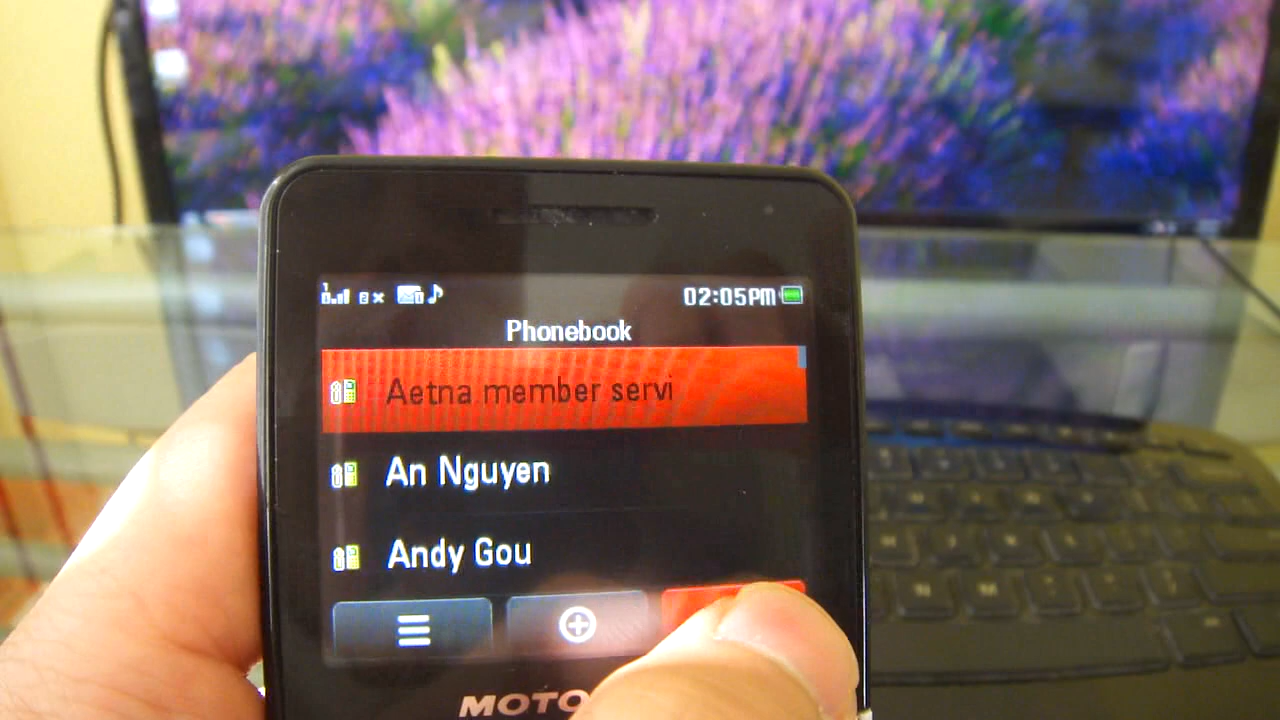 02:05PM
Phonebook
Aetna member servi
An Nguyen
Andy Gou
MOTO